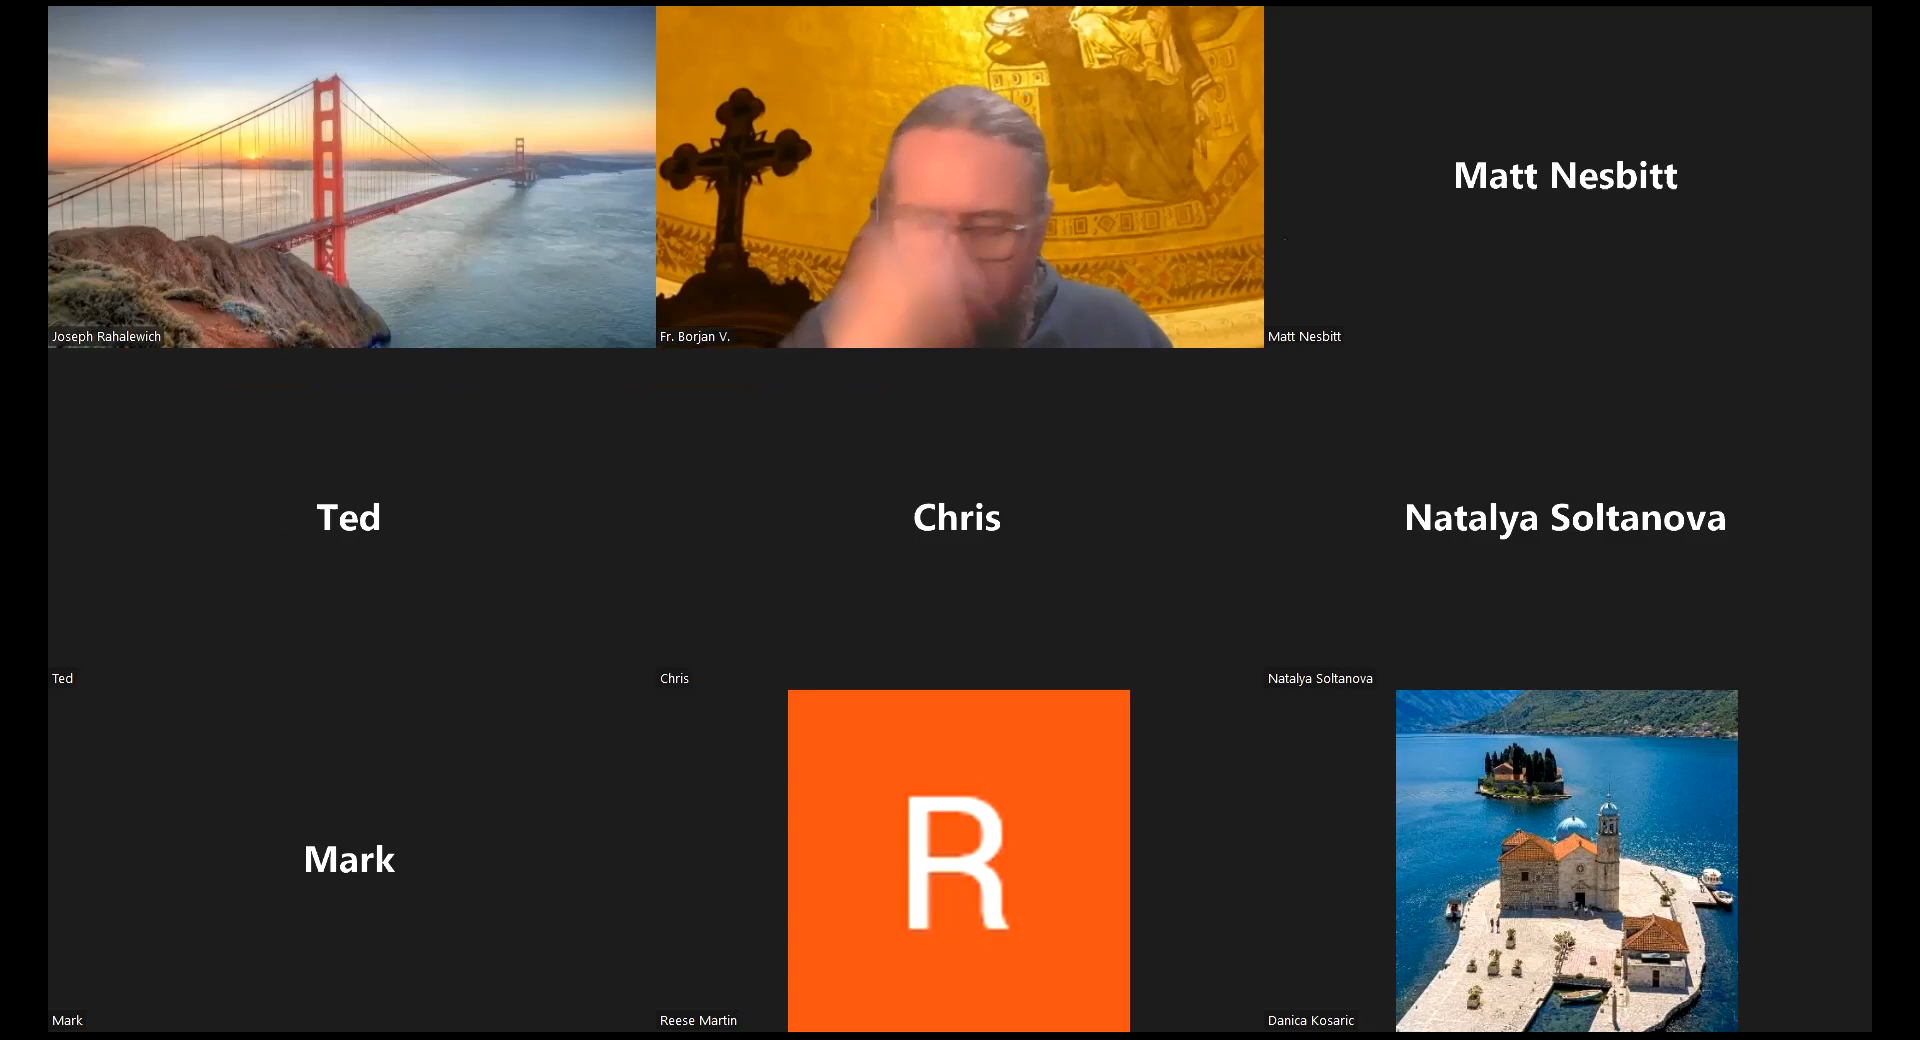 Joseph Rahalewich
Fr. Borjan V.
Matt Nesbitt
Matt Nesbitt
Ted
Chris
Natalya Soltanova
Ted
Chris
Natalya Soltanova
Mark
R
Mark
Reese Martin
Danica Kosaric